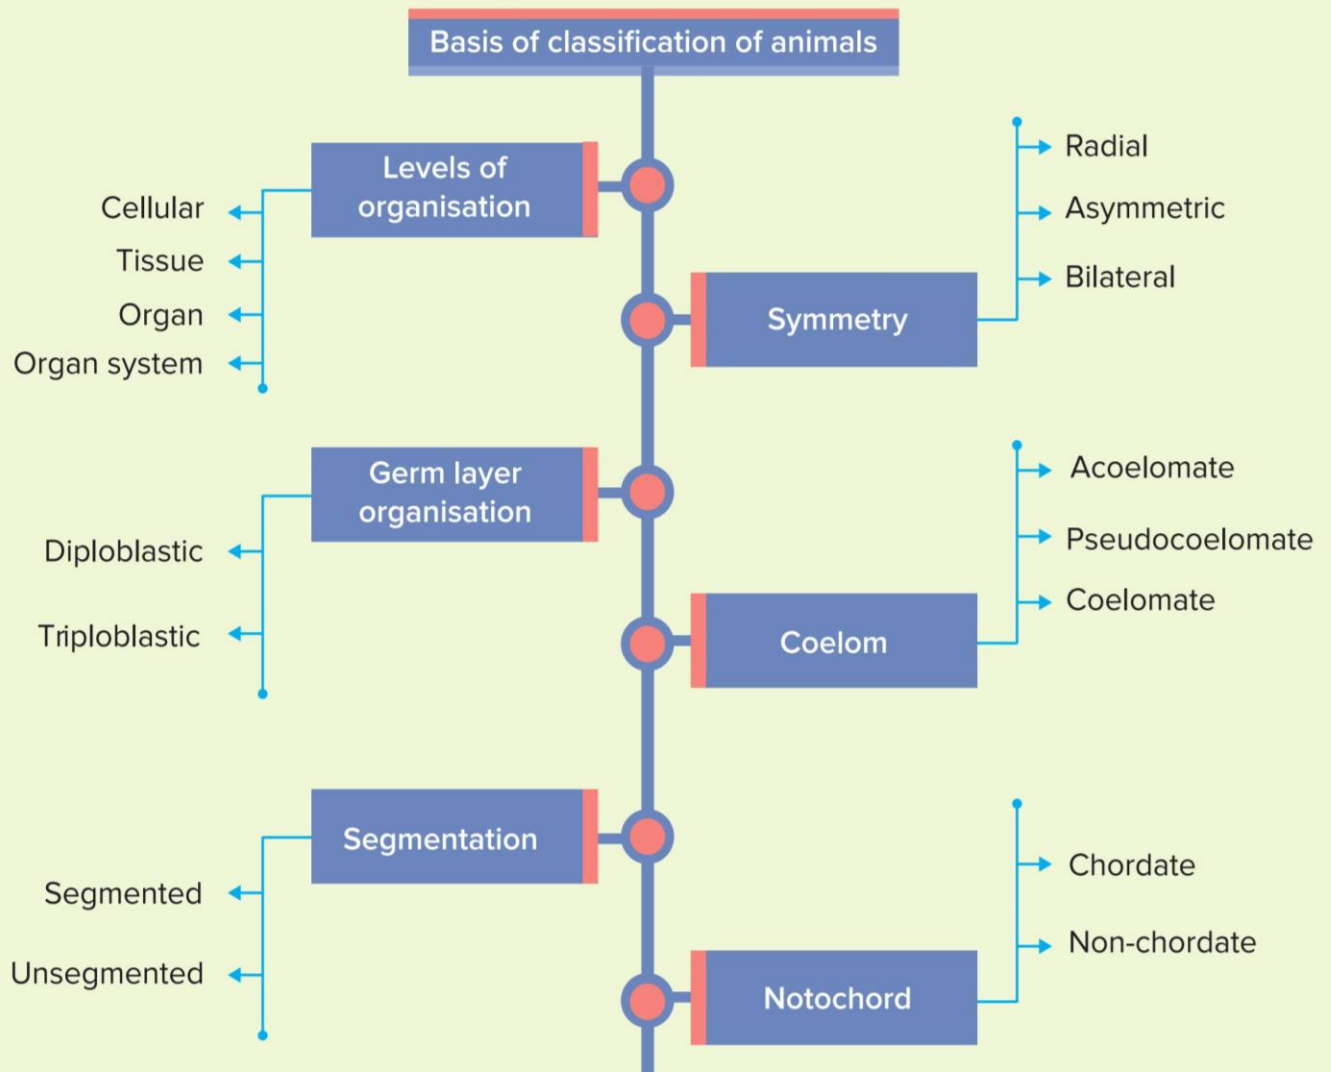 Basis of classification of animals
Levels of
organisation
Cellular
Tissue
Organ
Organ system
Symmetry
Radial
Asymmetric
Bilateral
Germ layer
organisation
Diploblastic
Triploblastic
Coelom
Acoelomate
Pseudocoelomate
Coelomate
Segmentation
Segmented
Unsegmented
Notochord
Chordate
Non-chordate